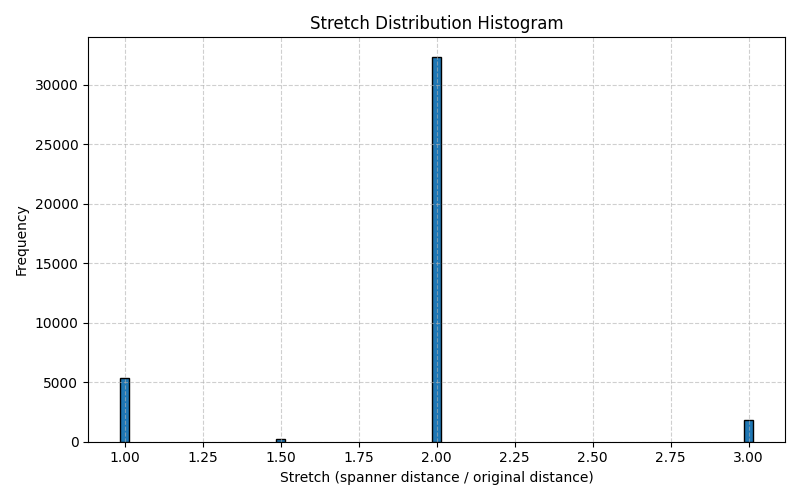 Stretch Distribution Histogram
Frequency
30000
25000
20000
15000
10000
5000
0
1.00 1.25 1.50 1.75 2.00 2.25 2.50 2.75 3.00
Stretch (spanner distance / original distance)